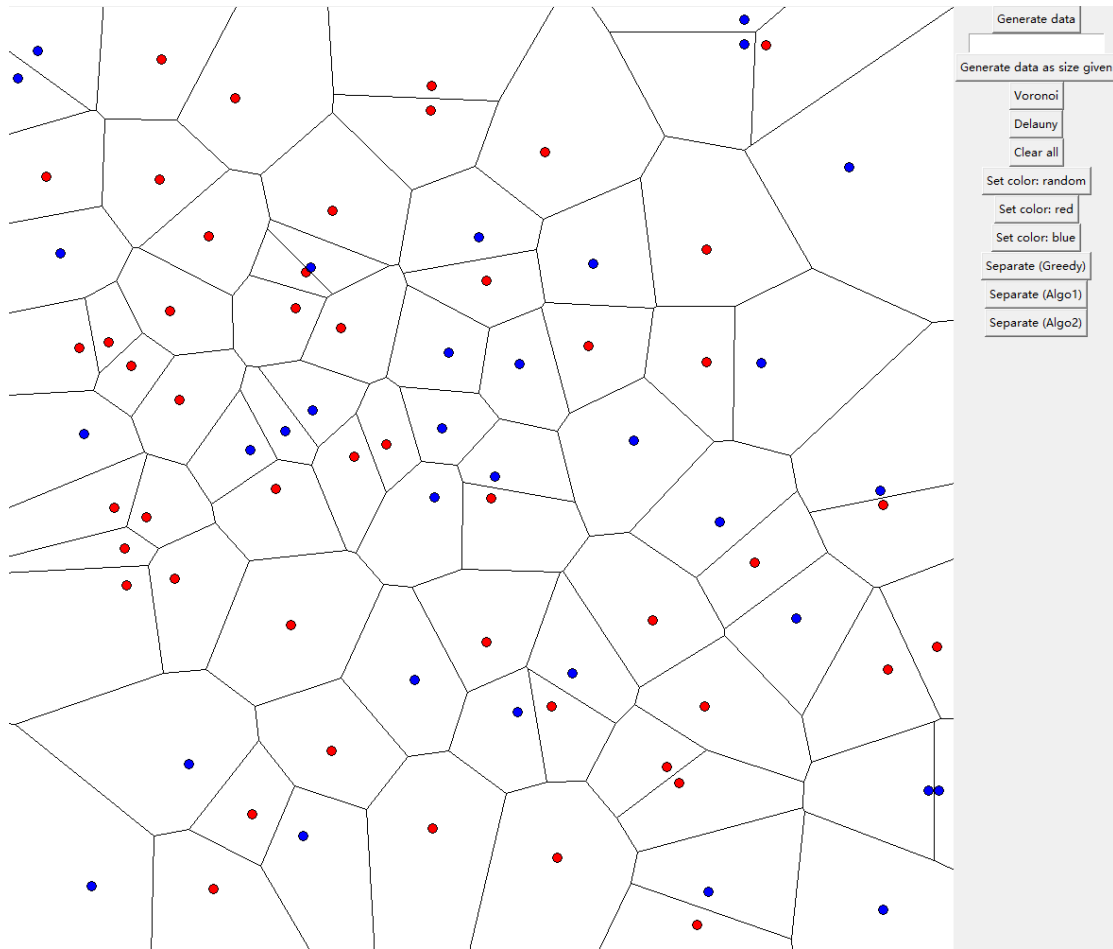 Generate data
Generate data as size given
Voronoi
Delauny
Clear all
Set color: random
Set color: red
Set color: blue
Separate (Greedy)
Separate (Algo1)
Separate (Algo2)